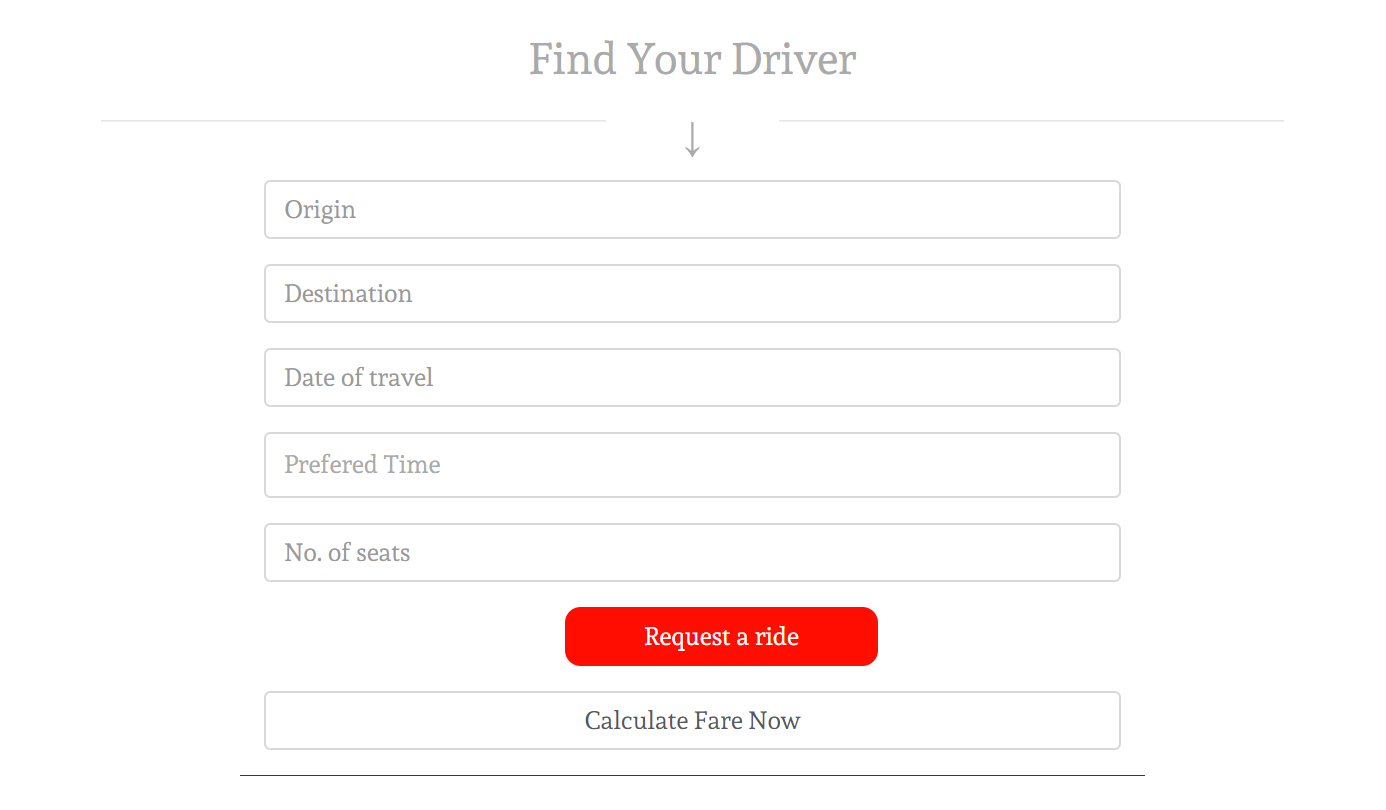 Find Your Driver
Origin
Destination
Date of travel
Prefered Time
No. of seats
Request a ride
Calculate Fare Now